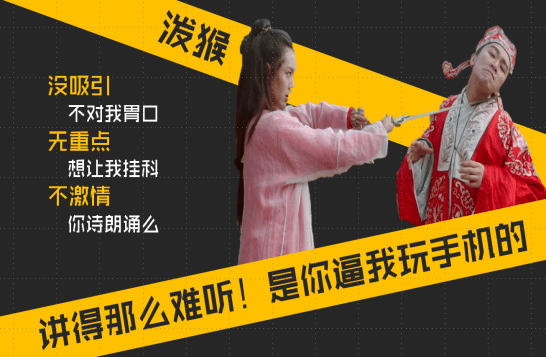 泼猴
没吸引
不对我胃口
无重点
想让我挂科
不激情
你诗朗诵么
讲得那么难听！是你逼我玩手机的